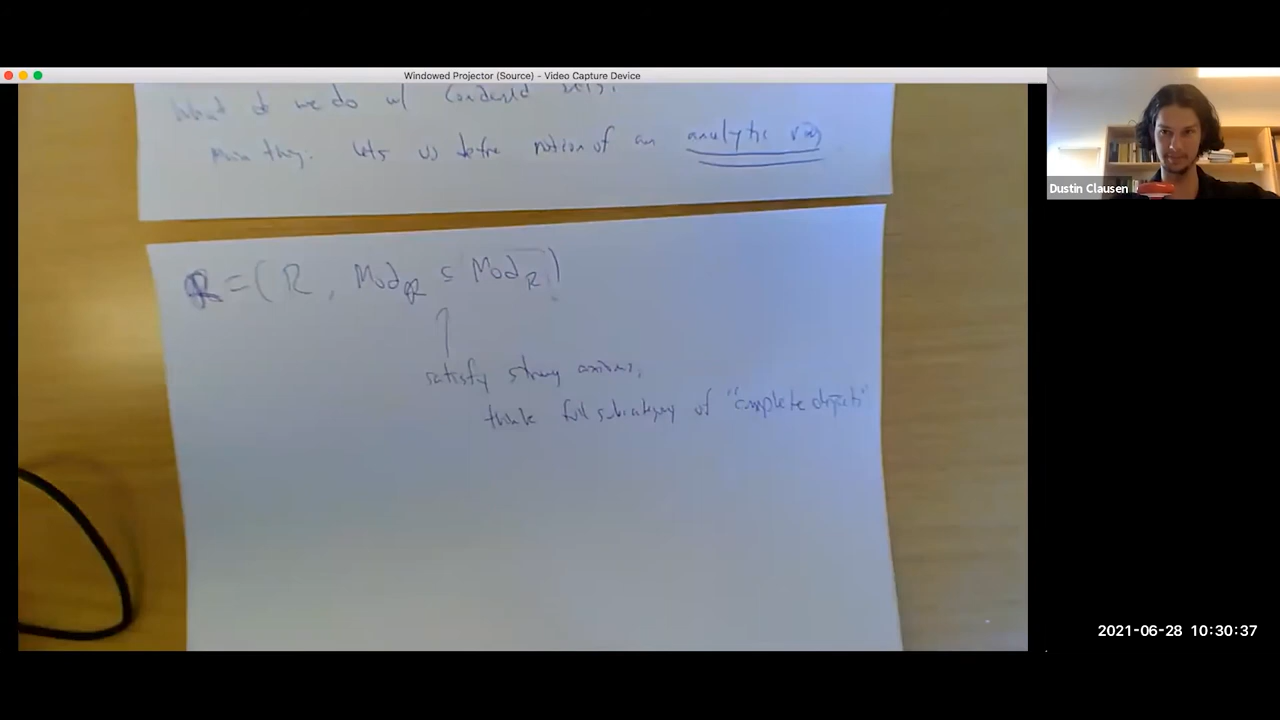 Windowed Projector (Source) - Video Capture Device
What do we do w/ Condensed sets.
Main thing. Lets us define notion of an analytic ring
R = ( R , Mod_R ⊆ Mod_R )
satisfy strong axioms,
think full subcategory of "complete objects"
Dustin Clausen
2021-06-28 10:30:37